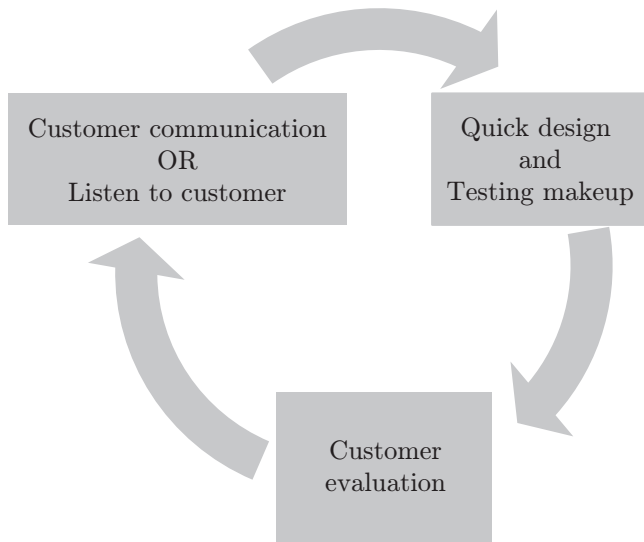 Customer communication
OR
Listen to customer
Quick design
and
Testing makeup
Customer
evaluation